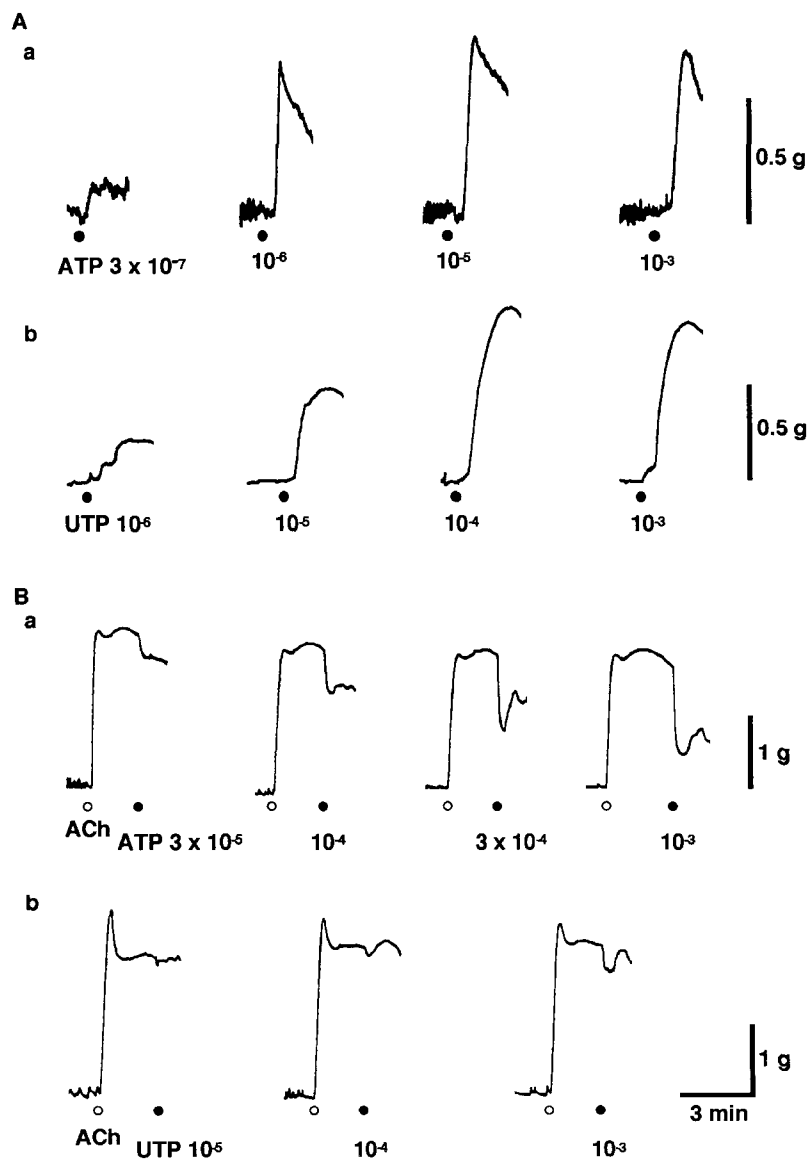 A
a
0.5 g
ATP 3 x 10⁻⁷ 10⁻⁶ 10⁻⁵ 10⁻³
b
0.5 g
UTP 10⁻⁶ 10⁻⁵ 10⁻⁴ 10⁻³
B
a
1 g
ACh ATP 3 x 10⁻⁵ 10⁻⁴ 3 x 10⁻⁴ 10⁻³
b
1 g
3 min
ACh UTP 10⁻⁵ 10⁻⁴ 10⁻³